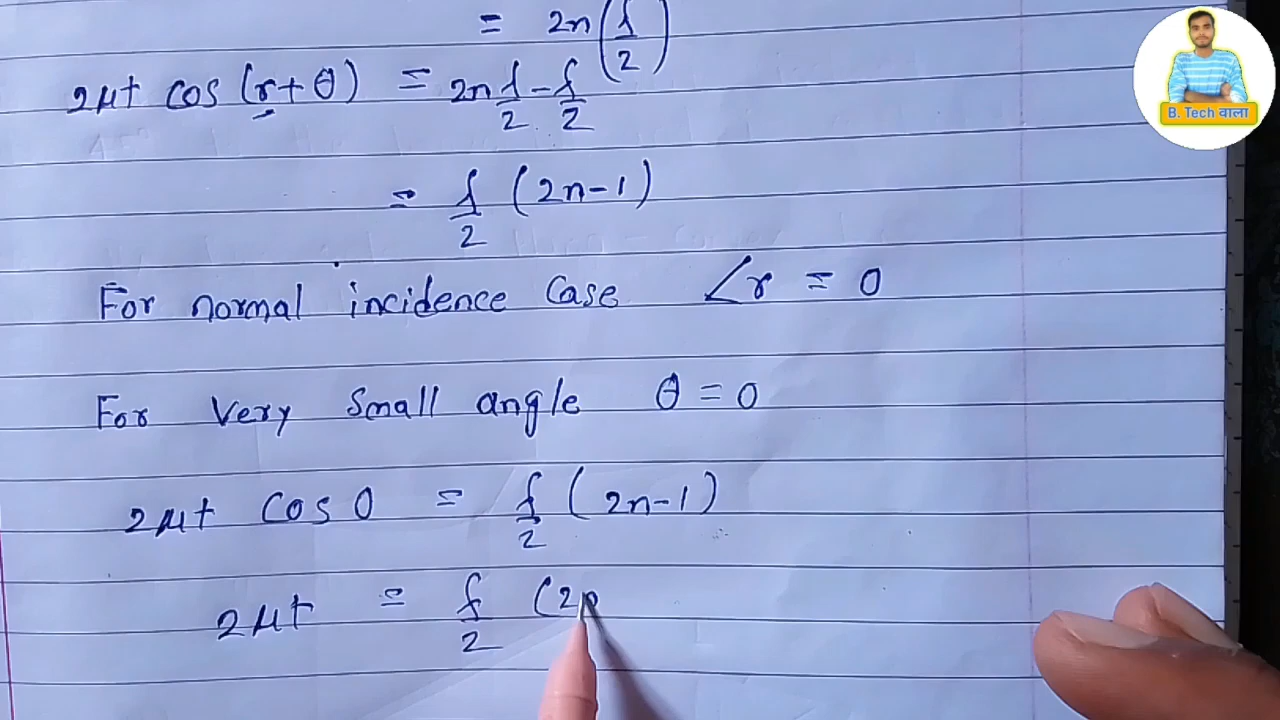 = 2n(λ/2)
2μt cos (r+θ) = 2nλ/2 - λ/2
= λ/2 (2n-1)
For normal incidence Case ∠r = 0
For Very Small angle θ = 0
2μt Cos 0 = λ/2 (2n-1)
2μt = λ/2 (2n
B. Tech वाला